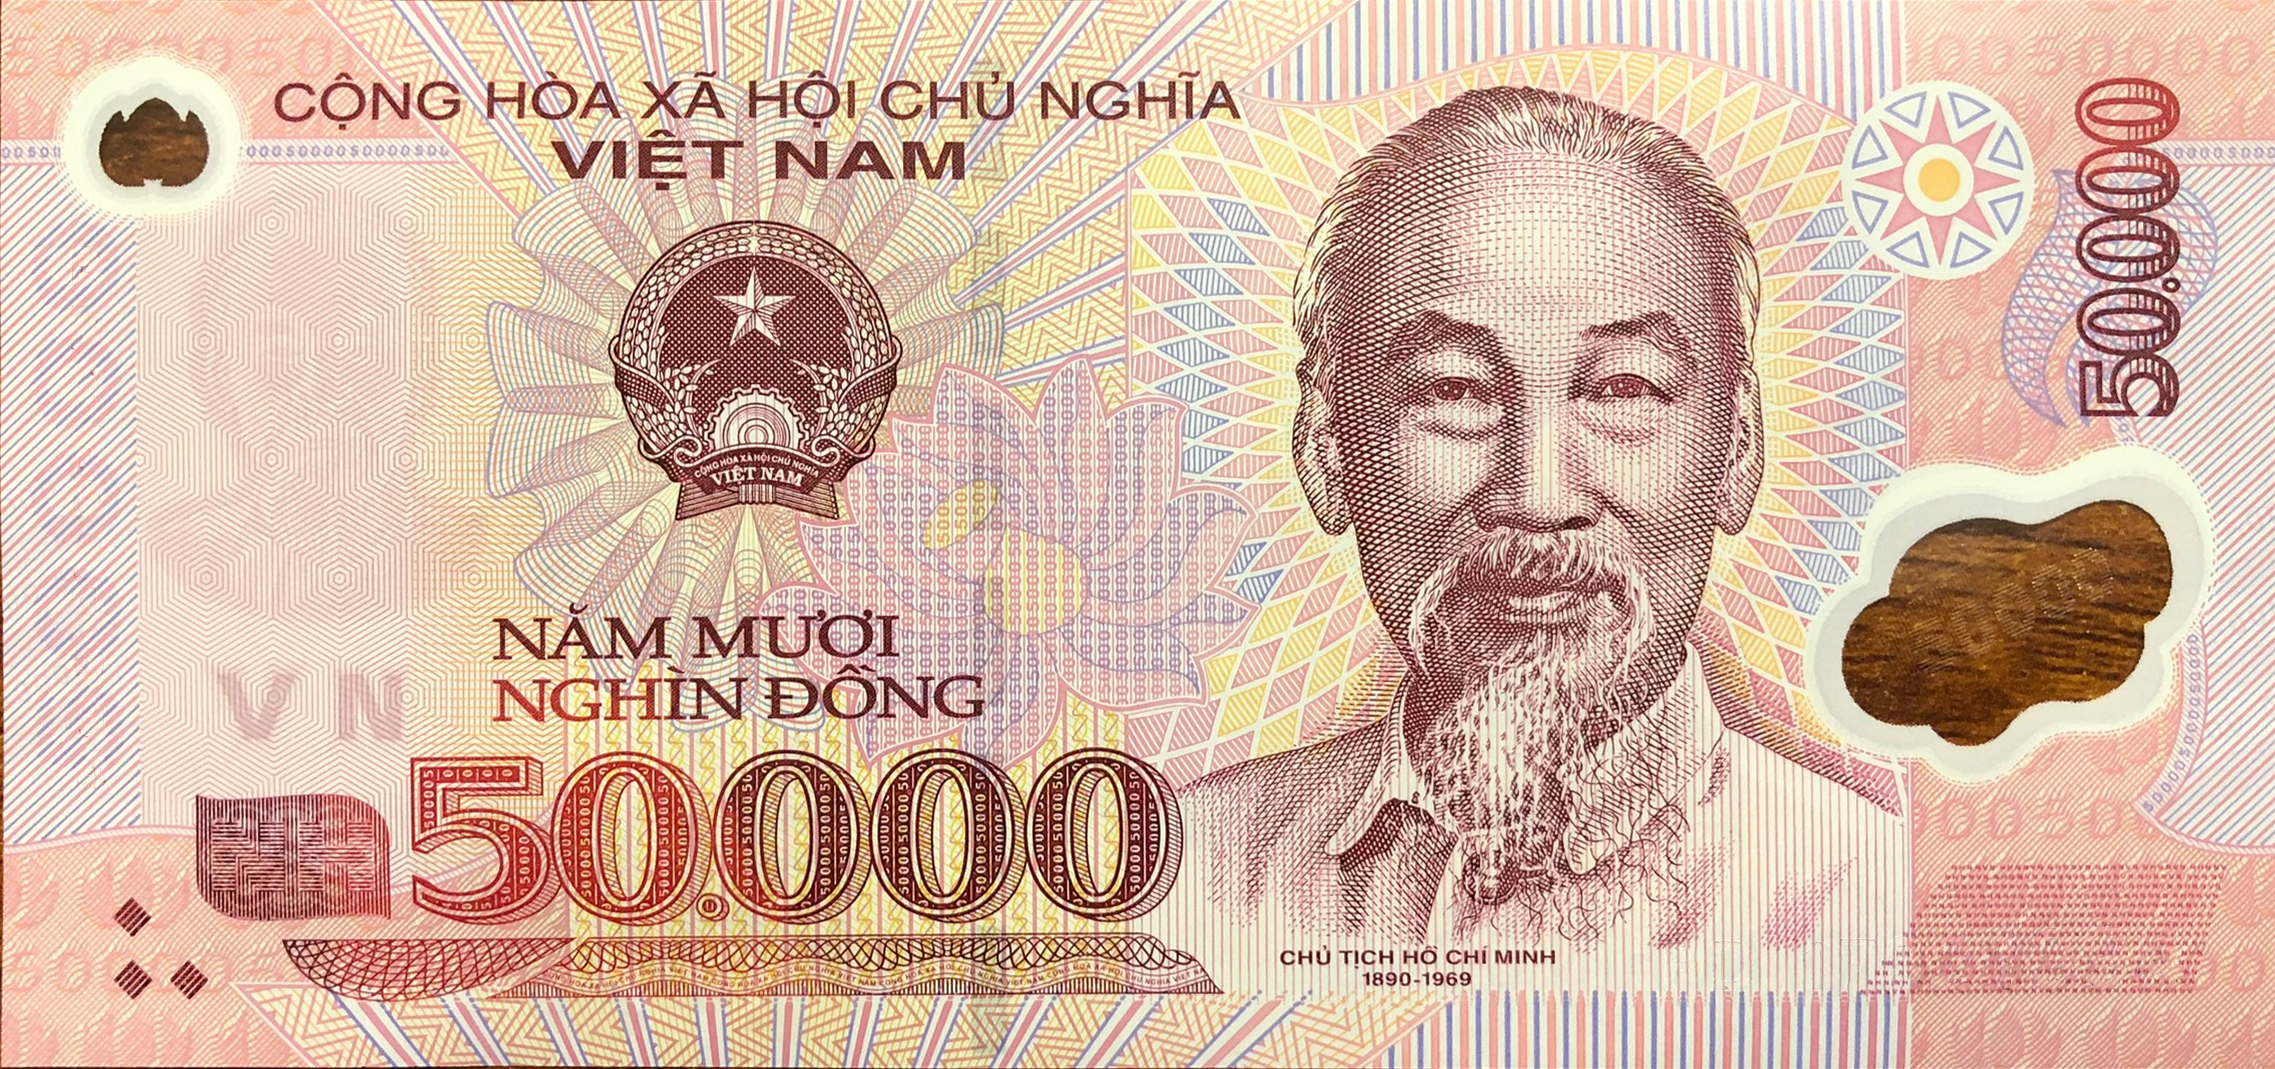 CỘNG HÒA XÃ HỘI CHỦ NGHĨA
VIỆT NAM
50.000
CỘNG HÒA XÃ HỘI CHỦ NGHĨA
VIỆT NAM
NĂM MƯƠI
NGHÌN ĐỒNG
VN
50.000
CHỦ TỊCH HỒ CHÍ MINH
1890-1969